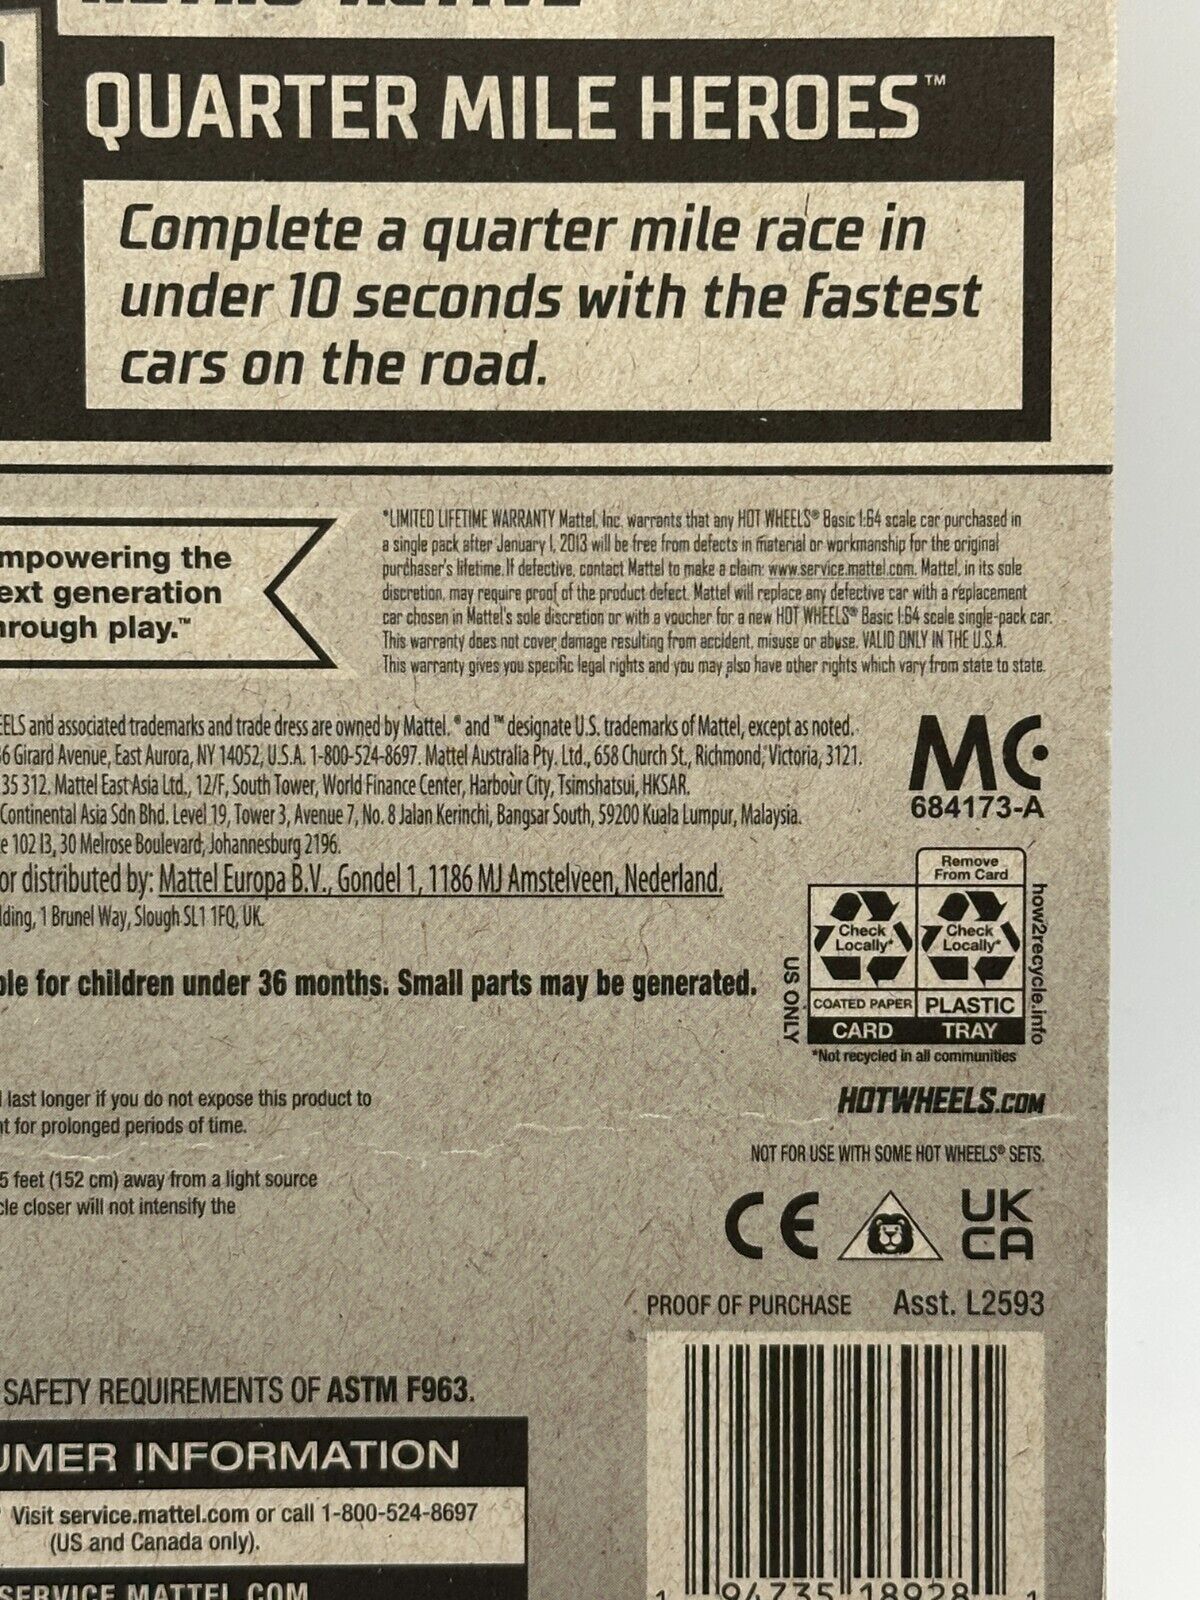 QUARTER MILE HEROES™
Complete a quarter mile race in
under 10 seconds with the fastest
cars on the road.
mpowering the
ext generation
hrough play.™
*LIMITED LIFETIME WARRANTY Mattel, Inc. warrants that any HOT WHEELS® Basic 1:64 scale car purchased in
a single pack after January 1, 2013 will be free from defects in material or workmanship for the original
purchaser's lifetime. If defective, contact Mattel to make a claim: www.service.mattel.com. Mattel, in its sole
discretion, may require proof of the product defect. Mattel will replace any defective car with a replacement
car chosen in Mattel's sole discretion or with a voucher for a new HOT WHEELS® Basic 1:64 scale single-pack car.
This warranty does not cover damage resulting from accident, misuse or abuse. VALID ONLY IN THE U.S.A.
This warranty gives you specific legal rights and you may also have other rights which vary from state to state.
EELS and associated trademarks and trade dress are owned by Mattel. ® and ™ designate U.S. trademarks of Mattel, except as noted.
6 Girard Avenue, East Aurora, NY 14052, U.S.A. 1-800-524-8697. Mattel Australia Pty. Ltd., 658 Church St., Richmond, Victoria, 3121.
35 312. Mattel East Asia Ltd., 12/F, South Tower, World Finance Center, Harbour City, Tsimshatsui, HKSAR.
Continental Asia Sdn Bhd. Level 19, Tower 3, Avenue 7, No. 8 Jalan Kerinchi, Bangsar South, 59200 Kuala Lumpur, Malaysia.
e 102 I3, 30 Melrose Boulevard, Johannesburg 2196.
or distributed by: Mattel Europa B.V., Gondel 1, 1186 MJ Amstelveen, Nederland.
lding, 1 Brunel Way, Slough SL1 1FQ, UK.
MC
684173-A
Remove
From Card
Check
Locally*
Check
Locally*
COATED PAPER
PLASTIC
CARD
TRAY
US ONLY
how2recycle.info
*Not recycled in all communities
ble for children under 36 months. Small parts may be generated.
HOTWHEELS.COM
l last longer if you do not expose this product to
ht for prolonged periods of time.
NOT FOR USE WITH SOME HOT WHEELS® SETS.
5 feet (152 cm) away from a light source
cle closer will not intensify the
CE
UK
CA
PROOF OF PURCHASE Asst. L2593
SAFETY REQUIREMENTS OF ASTM F963.
UMER INFORMATION
Visit service.mattel.com or call 1-800-524-8697
(US and Canada only).
SERVICE.MATTEL.COM
1 94735 18928 1